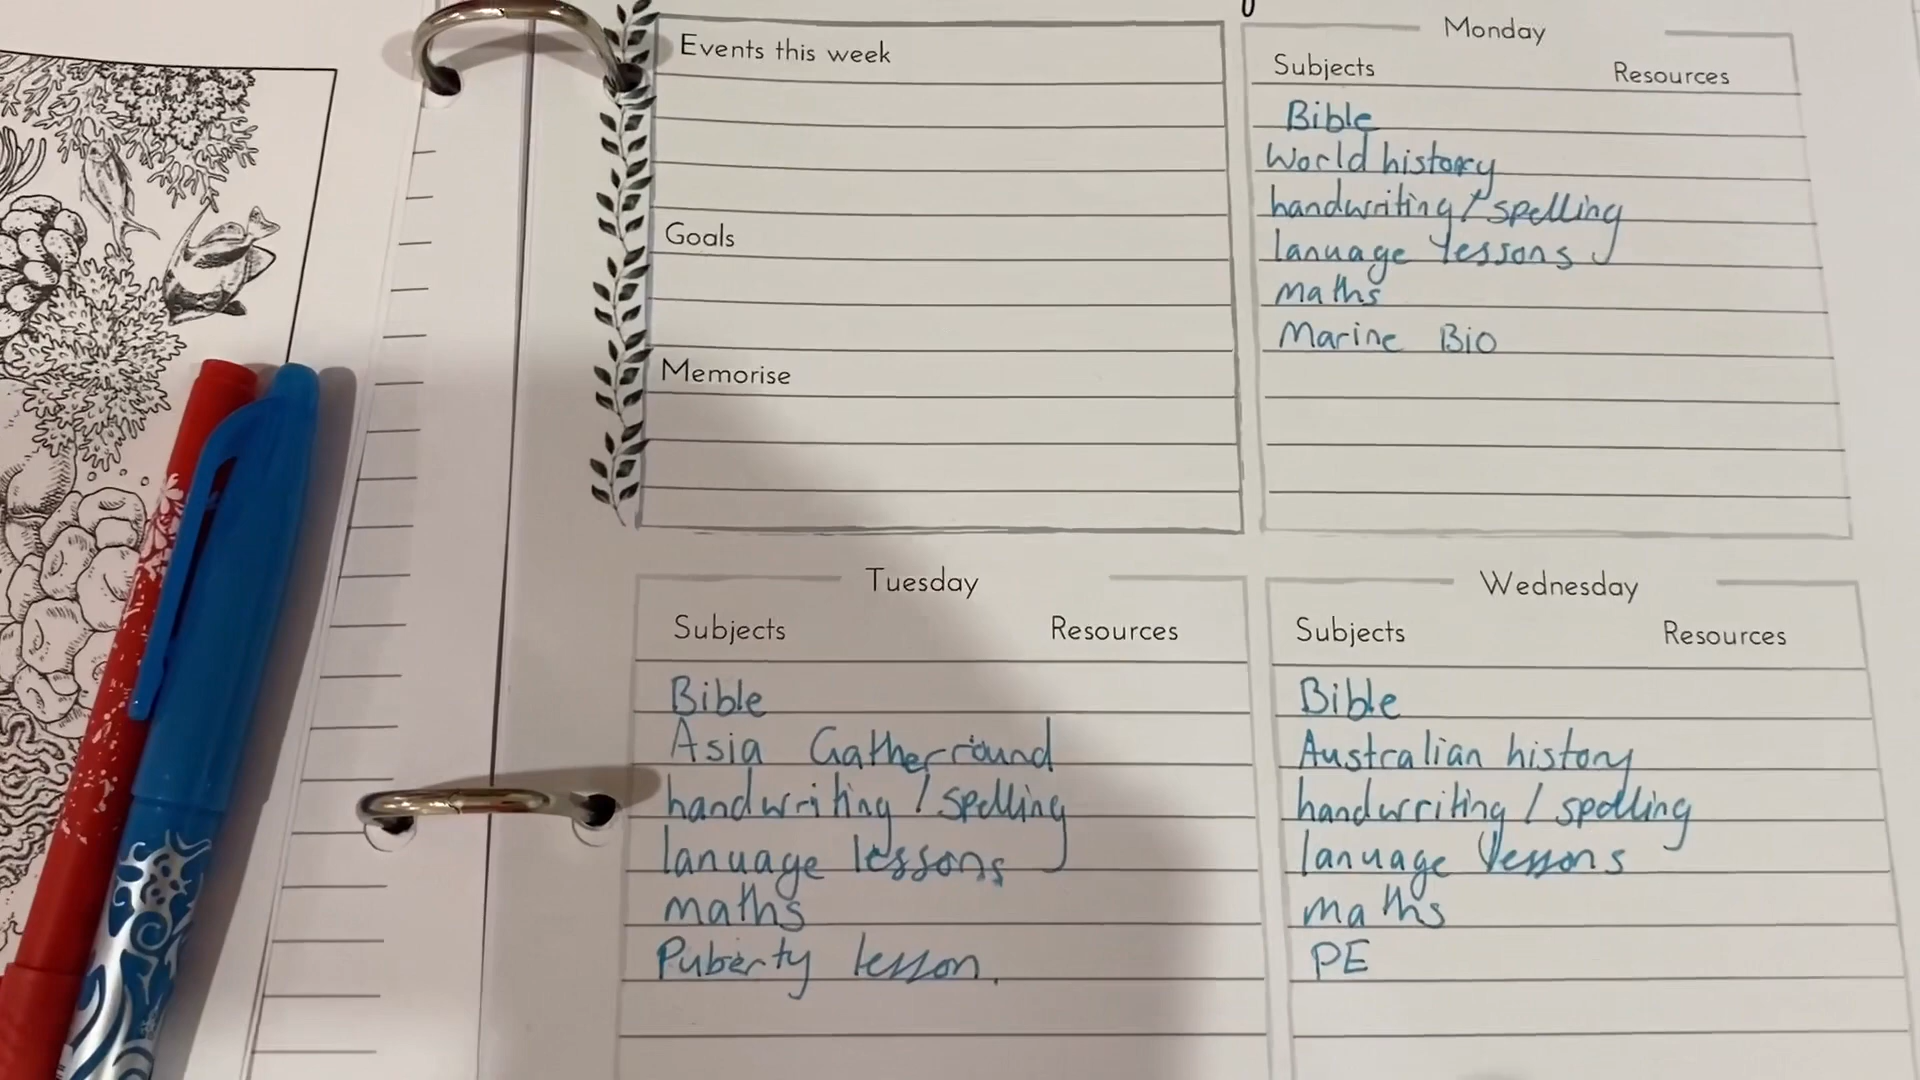 Events this week
Goals
Memorise
Monday
Subjects Resources
Bible
World history
handwriting / spelling
lanuage lessons
maths
Marine Bio
Tuesday
Subjects Resources
Bible
Asia Gather round
handwriting / spelling
lanuage lessons
maths
Puberty lesson.
Wednesday
Subjects Resources
Bible
Australian history
handwriting / spelling
lanuage lessons
maths
PE